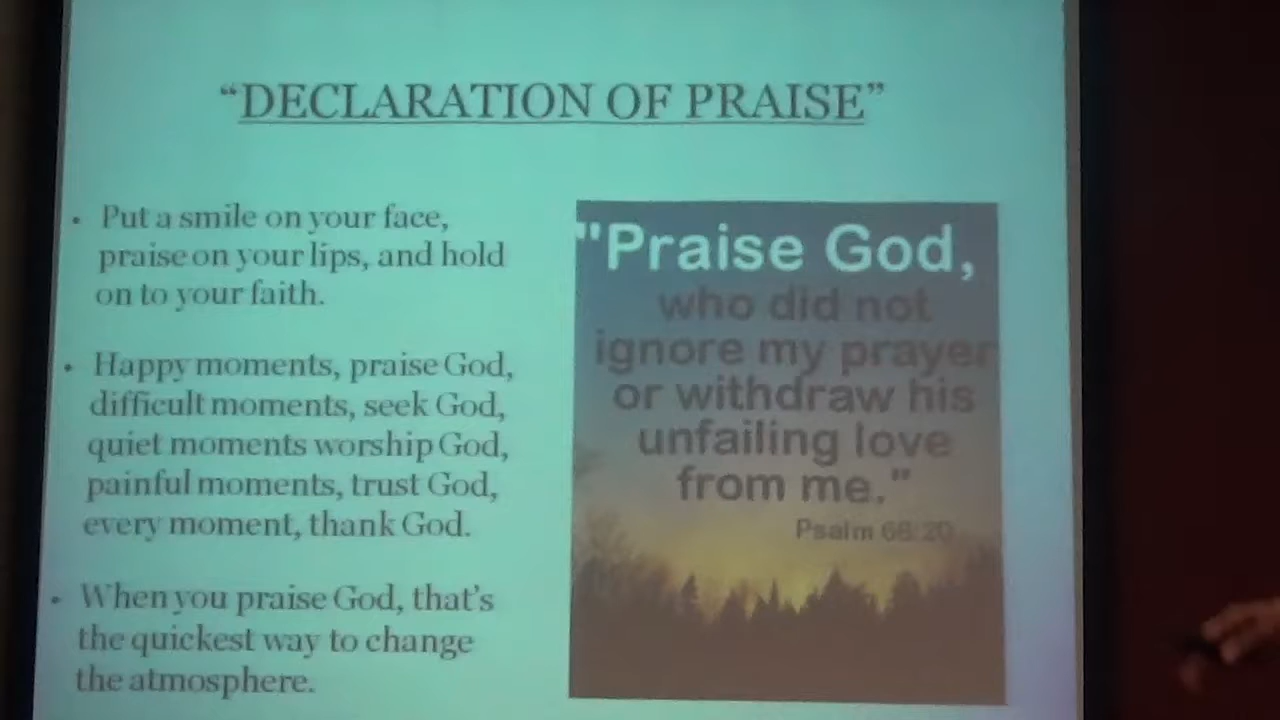 “DECLARATION OF PRAISE”
• Put a smile on your face,
praise on your lips, and hold
on to your faith.
• Happy moments, praise God,
difficult moments, seek God,
quiet moments worship God,
painful moments, trust God,
every moment, thank God.
• When you praise God, that’s
the quickest way to change
the atmosphere.
"Praise God,
who did not
ignore my prayer
or withdraw his
unfailing love
from me."
Psalm 66:20